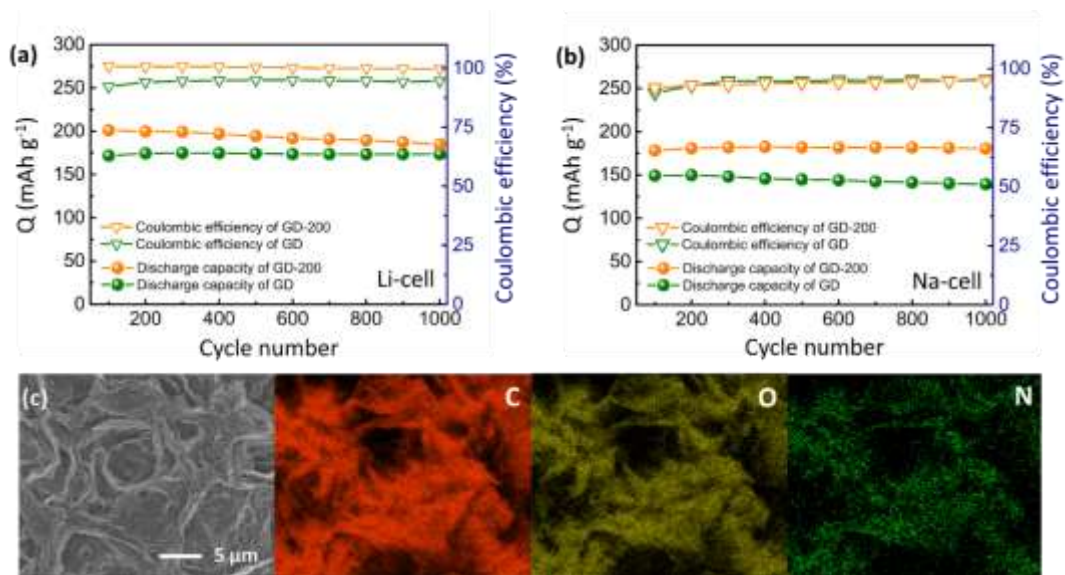 (a)
300
250
200
150
100
50
0
Q (mAh g⁻¹)
100
75
50
25
0
Coulombic efficiency (%)
Coulombic efficiency of GD-200
Coulombic efficiency of GD
Discharge capacity of GD-200
Discharge capacity of GD
Li-cell
200 400 600 800 1000
Cycle number
(b)
300
250
200
150
100
50
0
Q (mAh g⁻¹)
100
75
50
25
0
Coulombic efficiency (%)
Coulombic efficiency of GD-200
Coulombic efficiency of GD
Discharge capacity of GD-200
Discharge capacity of GD
Na-cell
200 400 600 800 1000
Cycle number
(c)
5 µm
C
O
N